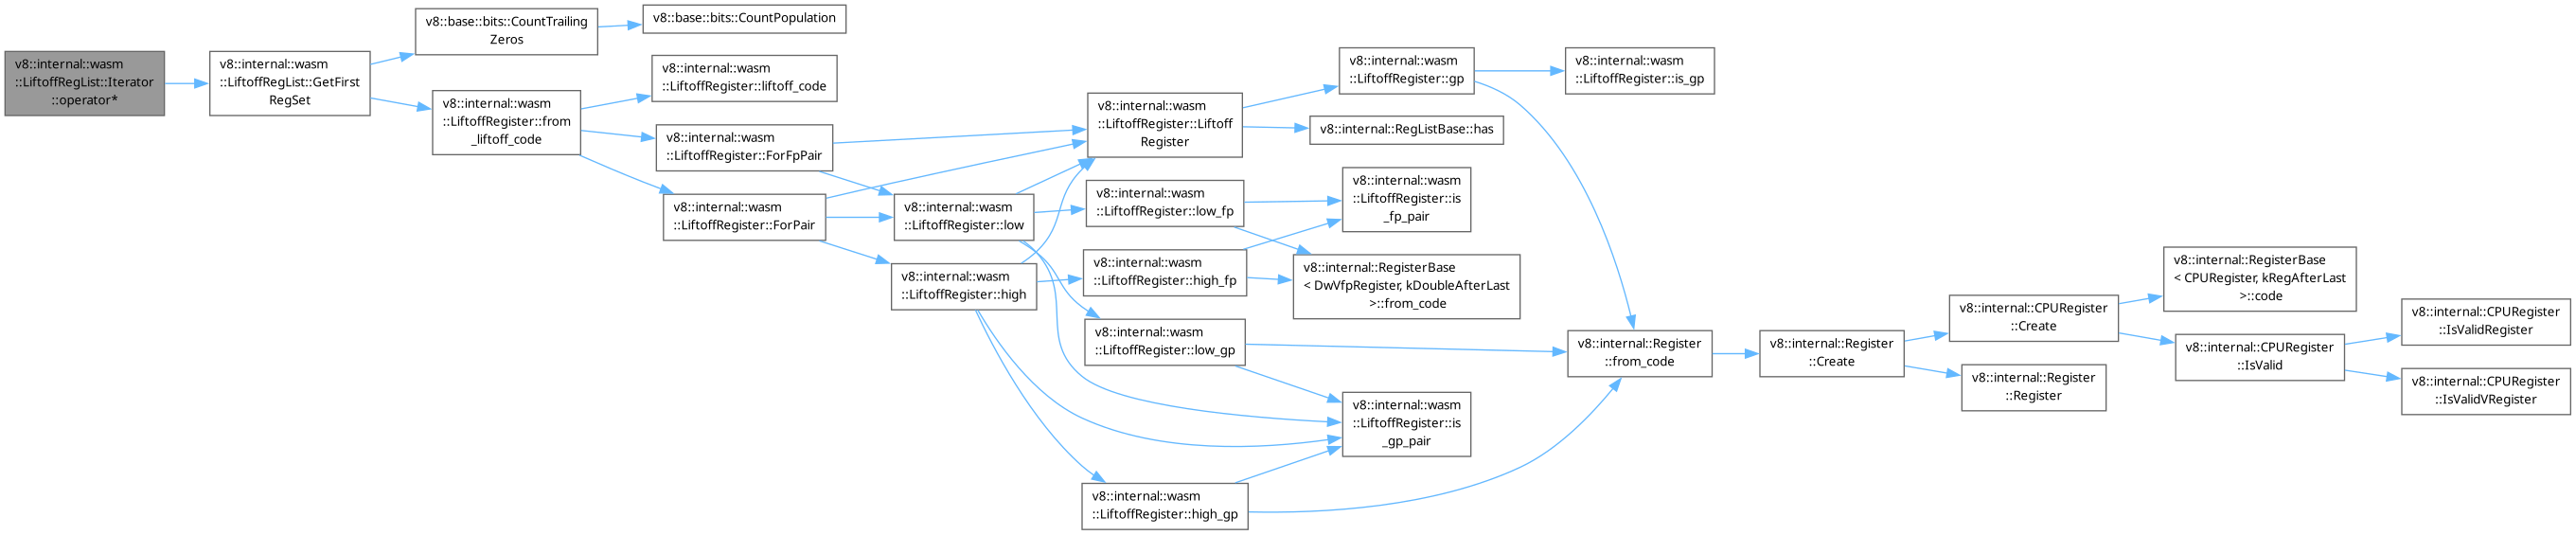 v8::internal::wasm
::LiftoffRegList::Iterator
::operator*
v8::internal::wasm
::LiftoffRegList::GetFirst
RegSet
v8::base::bits::CountTrailing
Zeros
v8::base::bits::CountPopulation
v8::internal::wasm
::LiftoffRegister::from
_liftoff_code
v8::internal::wasm
::LiftoffRegister::liftoff_code
v8::internal::wasm
::LiftoffRegister::ForFpPair
v8::internal::wasm
::LiftoffRegister::ForPair
v8::internal::wasm
::LiftoffRegister::low
v8::internal::wasm
::LiftoffRegister::high
v8::internal::wasm
::LiftoffRegister::Liftoff
Register
v8::internal::wasm
::LiftoffRegister::low_fp
v8::internal::wasm
::LiftoffRegister::high_fp
v8::internal::wasm
::LiftoffRegister::low_gp
v8::internal::wasm
::LiftoffRegister::high_gp
v8::internal::wasm
::LiftoffRegister::gp
v8::internal::RegListBase::has
v8::internal::wasm
::LiftoffRegister::is
_fp_pair
v8::internal::RegisterBase
< DwVfpRegister, kDoubleAfterLast
>::from_code
v8::internal::wasm
::LiftoffRegister::is
_gp_pair
v8::internal::wasm
::LiftoffRegister::is_gp
v8::internal::Register
::from_code
v8::internal::Register
::Create
v8::internal::CPURegister
::Create
v8::internal::Register
::Register
v8::internal::RegisterBase
< CPURegister, kRegAfterLast
>::code
v8::internal::CPURegister
::IsValid
v8::internal::CPURegister
::IsValidRegister
v8::internal::CPURegister
::IsValidVRegister